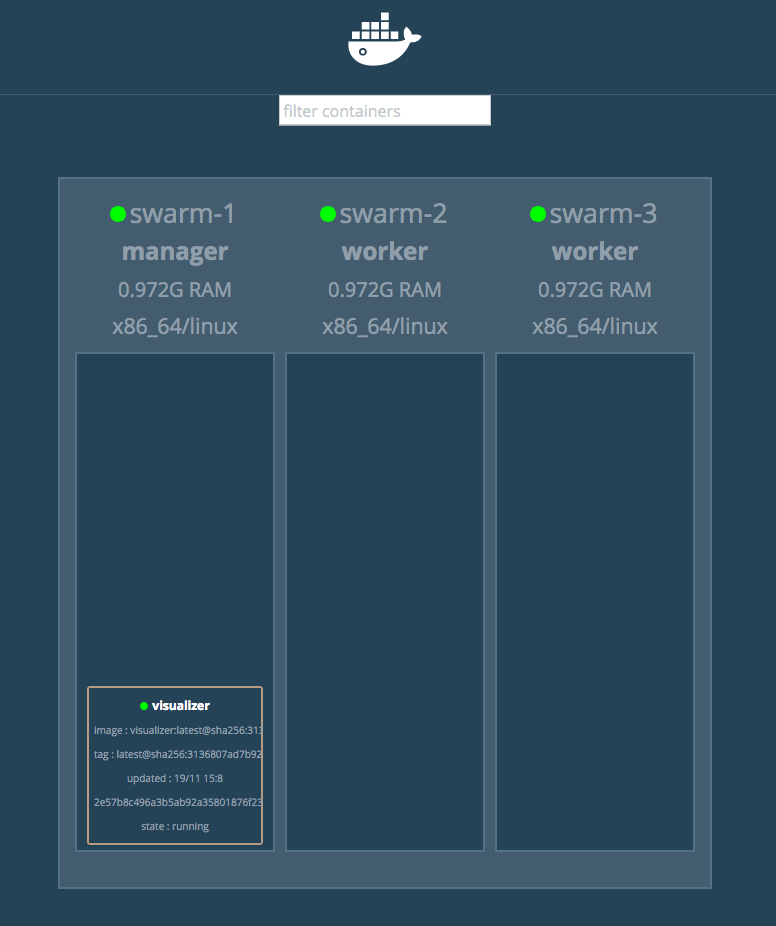 filter containers
swarm-1
manager
0.972G RAM
x86_64/linux
swarm-2
worker
0.972G RAM
x86_64/linux
swarm-3
worker
0.972G RAM
x86_64/linux
visualizer
image : visualizer:latest@sha256:313
tag : latest@sha256:3136807ad7b92
updated : 19/11 15:8
2e57b8c496a3b5ab92a35801876f23
state : running